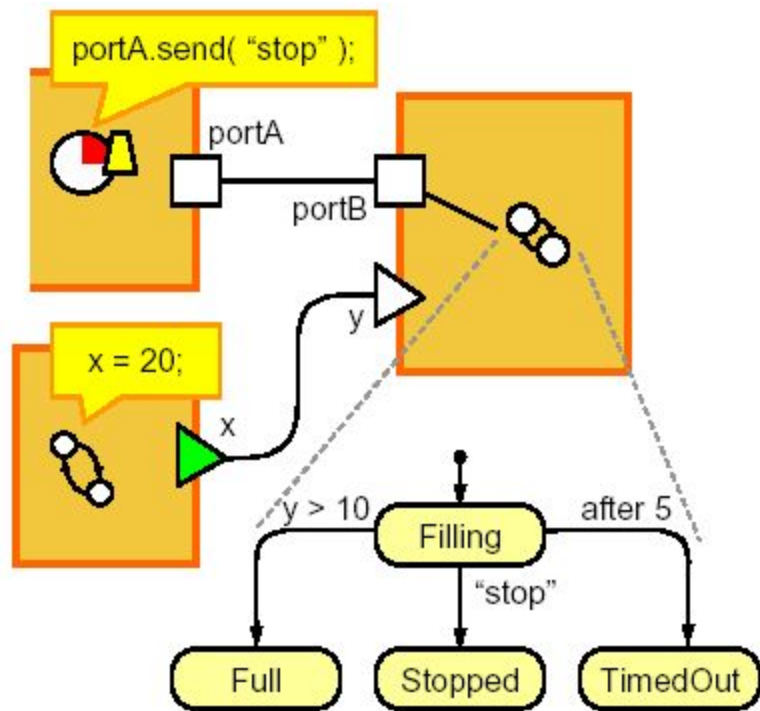 portA.send( “stop” );
portA
portB
y
x = 20;
x
y > 10
Filling
after 5
“stop”
Full
Stopped
TimedOut